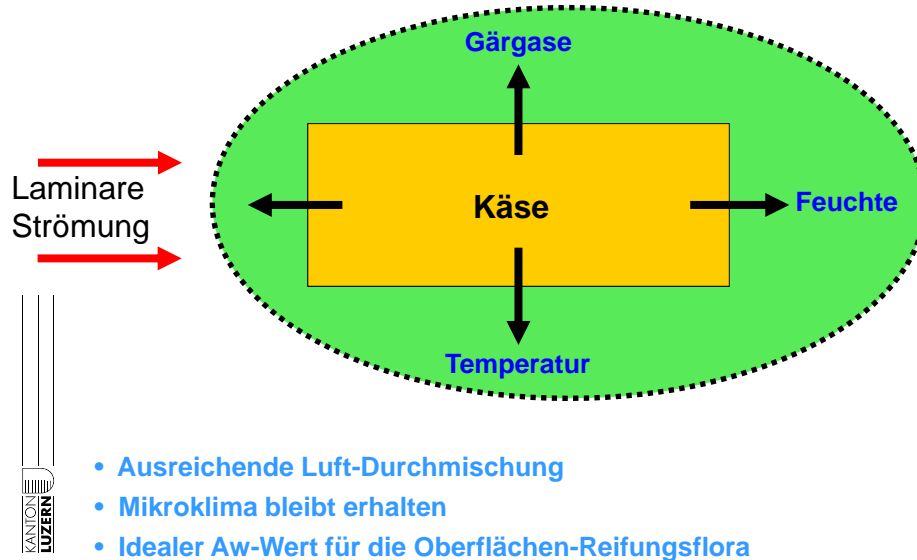 Gärgase
Laminare
Strömung
Käse
Feuchte
Temperatur
• Ausreichende Luft-Durchmischung
• Mikroklima bleibt erhalten
• Idealer Aw-Wert für die Oberflächen-Reifungsflora
KANTON
LUZERN